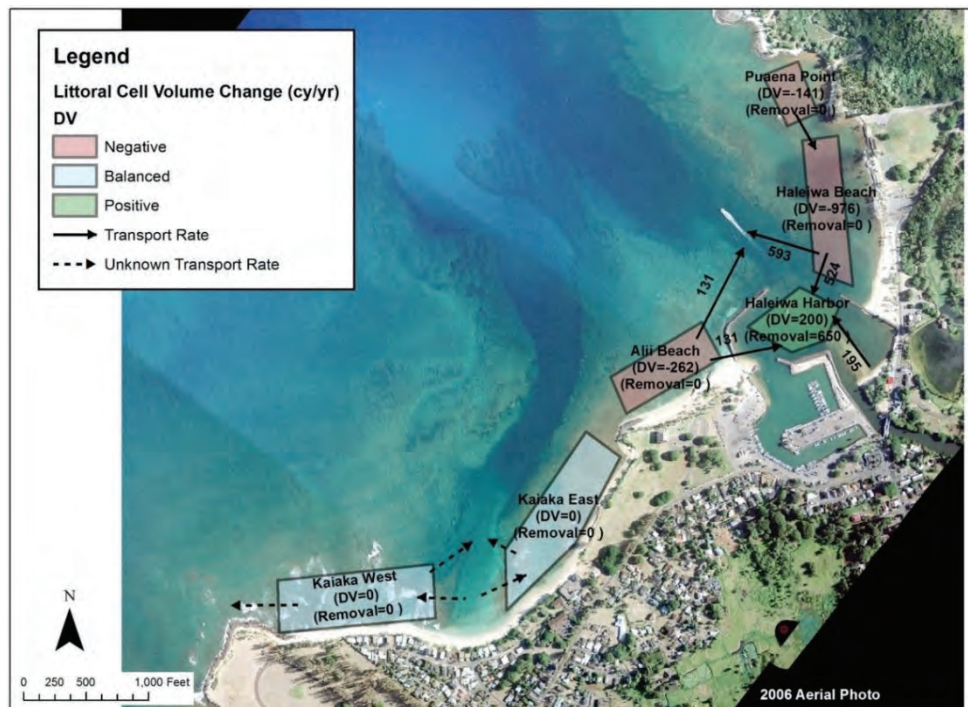 Legend
Littoral Cell Volume Change (cy/yr)
DV
Negative
Balanced
Positive
Transport Rate
Unknown Transport Rate
Puaena Point
(DV=-141)
(Removal=0 )
Haleiwa Beach
(DV=-976)
(Removal=0 )
593
524
131
Haleiwa Harbor
(DV=200)
(Removal=650 )
131
195
Alii Beach
(DV=-262)
(Removal=0 )
Kaiaka East
(DV=0)
(Removal=0 )
Kaiaka West
(DV=0)
(Removal=0 )
N
0 250 500 1,000 Feet
2006 Aerial Photo